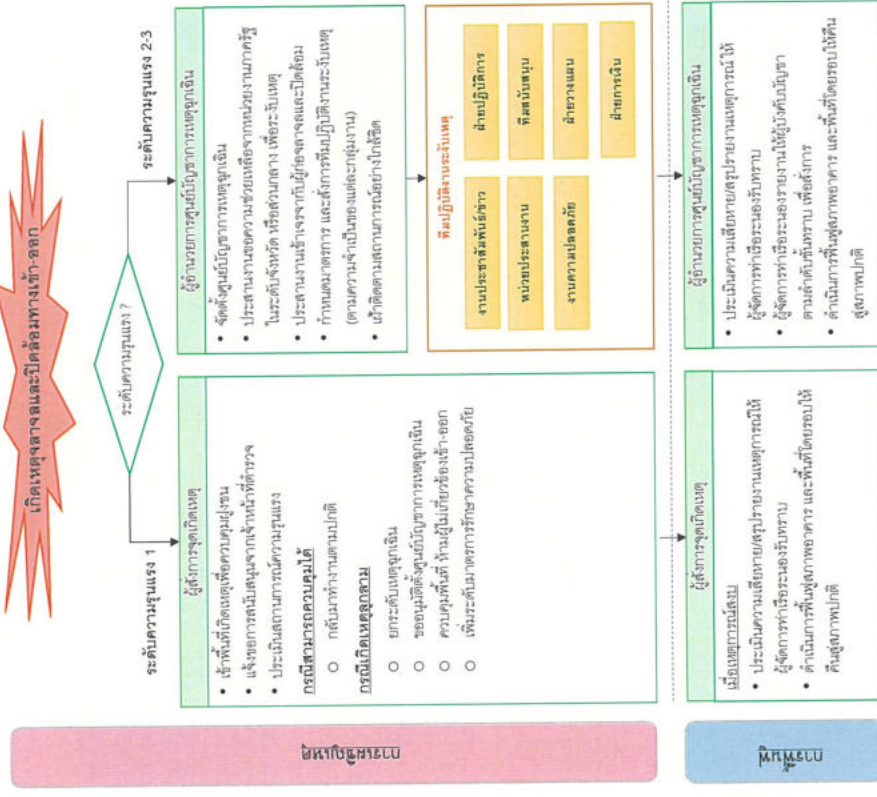 เกิดเหตุจลาจลและปิดล้อมทางเข้า-ออก
ระดับความรุนแรง ?
ระดับความรุนแรง 1
ระดับความรุนแรง 2-3
การเผชิญเหตุ
ผู้สั่งการจุดเกิดเหตุ
• เข้าพื้นที่เกิดเหตุเพื่อควบคุมฝูงชน
• แจ้งขอการสนับสนุนจากเจ้าหน้าที่ตำรวจ
• ประเมินสถานการณ์ความรุนแรง
กรณีสามารถควบคุมได้
○ กลับมาทำงานตามปกติ
กรณีเกิดเหตุลุกลาม
○ ยกระดับเหตุฉุกเฉิน
○ ขออนุมัติตั้งศูนย์บัญชาการเหตุฉุกเฉิน
○ ควบคุมพื้นที่ ห้ามผู้ไม่เกี่ยวข้องเข้า-ออก
○ เพิ่มระดับมาตรการรักษาความปลอดภัย
ผู้อำนวยการศูนย์บัญชาการเหตุฉุกเฉิน
• จัดตั้งศูนย์บัญชาการเหตุฉุกเฉิน
• ประสานงานขอความช่วยเหลือจากหน่วยงานภาครัฐ
ในระดับจังหวัด หรือส่วนกลาง เพื่อระงับเหตุ
• ประสานงานเข้าเจรจากับผู้ก่อจลาจลและปิดล้อม
• กำหนดมาตรการ และสั่งการทีมปฏิบัติงานระงับเหตุ
(ตามความจำเป็นของแต่ละกลุ่มงาน)
• เฝ้าติดตามสถานการณ์อย่างใกล้ชิด
ทีมปฏิบัติงานระงับเหตุ
งานประชาสัมพันธ์/ข่าว
ฝ่ายปฏิบัติการ
หน่วยประสานงาน
ทีมสนับสนุน
งานความปลอดภัย
ฝ่ายวางแผน
ฝ่ายการเงิน
การฟื้นฟู
ผู้สั่งการจุดเกิดเหตุ
เมื่อเหตุการณ์สงบ
• ประเมินความเสียหาย/สรุปรายงานเหตุการณ์ให้
ผู้จัดการท่าเรือระนองรับทราบ
• ดำเนินการฟื้นฟูสภาพอาคาร และพื้นที่โดยรอบให้
คืนสู่สภาพปกติ
ผู้อำนวยการศูนย์บัญชาการเหตุฉุกเฉิน
• ประเมินความเสียหาย/สรุปรายงานเหตุการณ์ให้
ผู้จัดการท่าเรือระนองรับทราบ
• ผู้จัดการท่าเรือระนองรายงานให้ผู้บังคับบัญชา
ตามลำดับชั้นทราบ เพื่อสั่งการ
• ดำเนินการฟื้นฟูสภาพอาคาร และพื้นที่โดยรอบให้คืน
สู่สภาพปกติ